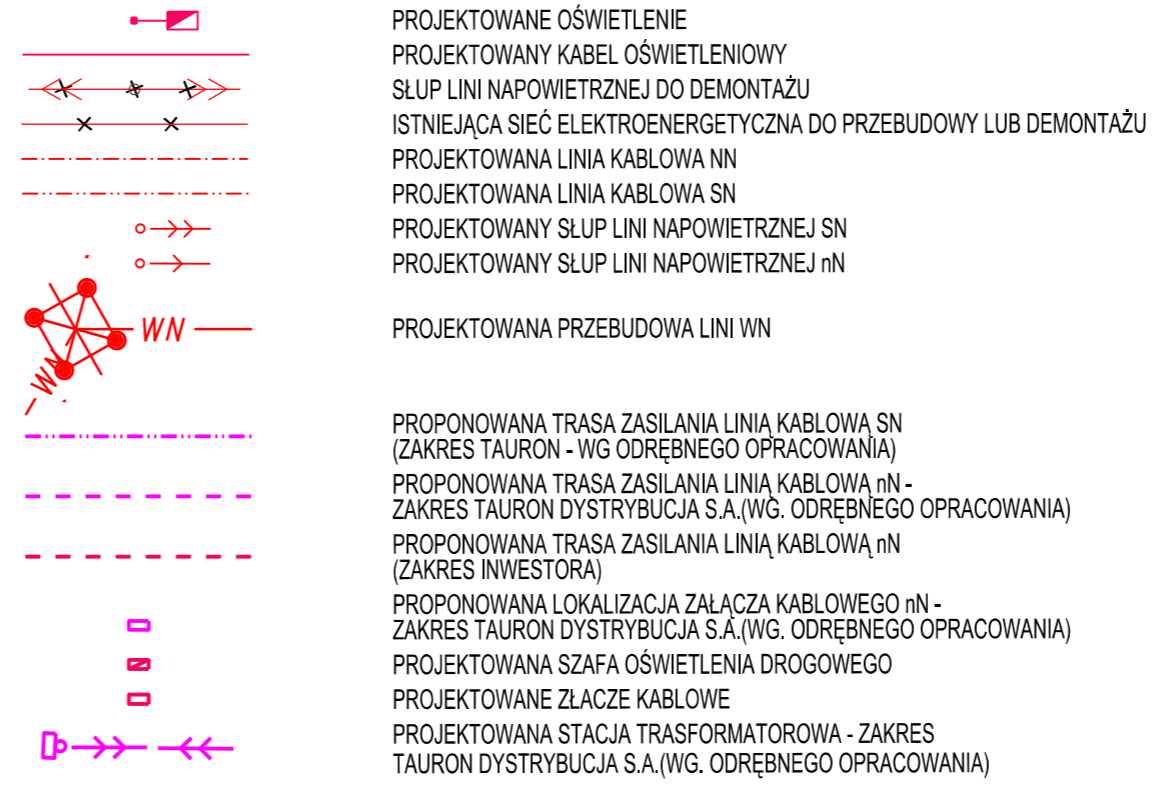 PROJEKTOWANE OŚWIETLENIE
PROJEKTOWANY KABEL OŚWIETLENIOWY
SŁUP LINI NAPOWIETRZNEJ DO DEMONTAŻU
ISTNIEJĄCA SIEĆ ELEKTROENERGETYCZNA DO PRZEBUDOWY LUB DEMONTAŻU
PROJEKTOWANA LINIA KABLOWA NN
PROJEKTOWANA LINIA KABLOWA SN
PROJEKTOWANY SŁUP LINI NAPOWIETRZNEJ SN
PROJEKTOWANY SŁUP LINI NAPOWIETRZNEJ nN
WN
WN
PROJEKTOWANA PRZEBUDOWA LINI WN
PROPONOWANA TRASA ZASILANIA LINIĄ KABLOWĄ SN
(ZAKRES TAURON - WG ODRĘBNEGO OPRACOWANIA)
PROPONOWANA TRASA ZASILANIA LINIĄ KABLOWĄ nN -
ZAKRES TAURON DYSTRYBUCJA S.A.(WG. ODRĘBNEGO OPRACOWANIA)
PROPONOWANA TRASA ZASILANIA LINIĄ KABLOWĄ nN
(ZAKRES INWESTORA)
PROPONOWANA LOKALIZACJA ZAŁĄCZA KABLOWEGO nN -
ZAKRES TAURON DYSTRYBUCJA S.A.(WG. ODRĘBNEGO OPRACOWANIA)
PROJEKTOWANA SZAFA OŚWIETLENIA DROGOWEGO
PROJEKTOWANE ZŁACZE KABLOWE
PROJEKTOWANA STACJA TRASFORMATOROWA - ZAKRES
TAURON DYSTRYBUCJA S.A.(WG. ODRĘBNEGO OPRACOWANIA)